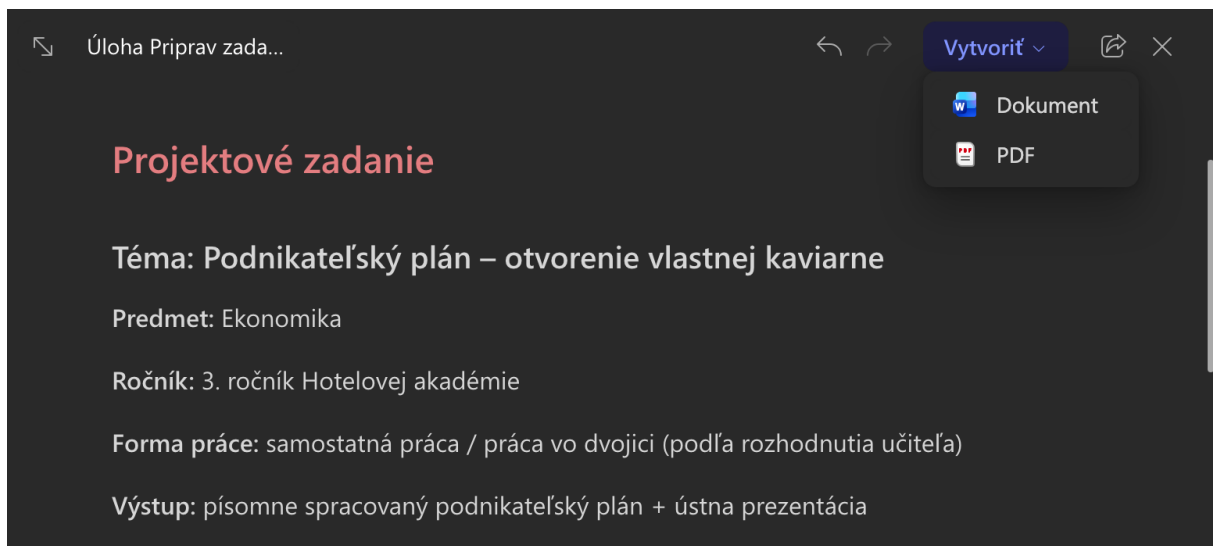 Úloha Priprav zada...
Vytvoriť
Dokument
PDF
Projektové zadanie
Téma: Podnikateľský plán – otvorenie vlastnej kaviarne
Predmet: Ekonomika
Ročník: 3. ročník Hotelovej akadémie
Forma práce: samostatná práca / práca vo dvojici (podľa rozhodnutia učiteľa)
Výstup: písomne spracovaný podnikateľský plán + ústna prezentácia